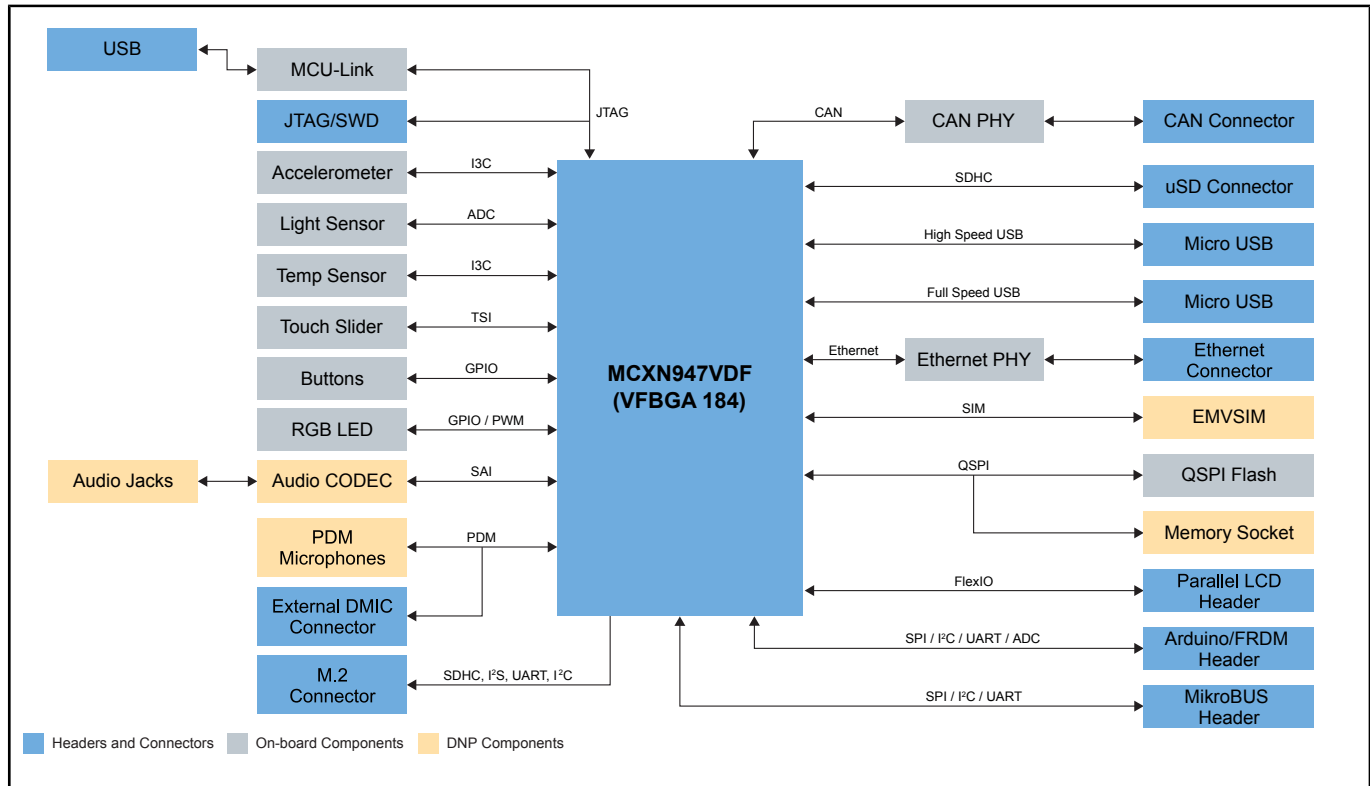 USB
MCU-Link
JTAG/SWD
JTAG
Accelerometer
I3C
Light Sensor
ADC
Temp Sensor
I3C
Touch Slider
TSI
Buttons
GPIO
RGB LED
GPIO / PWM
Audio Jacks
Audio CODEC
SAI
PDM
Microphones
PDM
External DMIC
Connector
M.2
Connector
SDHC, I²S, UART, I²C
MCXN947VDF
(VFBGA 184)
CAN
CAN PHY
CAN Connector
SDHC
uSD Connector
High Speed USB
Micro USB
Full Speed USB
Micro USB
Ethernet
Ethernet PHY
Ethernet
Connector
SIM
EMVSIM
QSPI
QSPI Flash
Memory Socket
FlexIO
Parallel LCD
Header
SPI / I²C / UART / ADC
Arduino/FRDM
Header
SPI / I²C / UART
MikroBUS
Header
Headers and Connectors
On-board Components
DNP Components